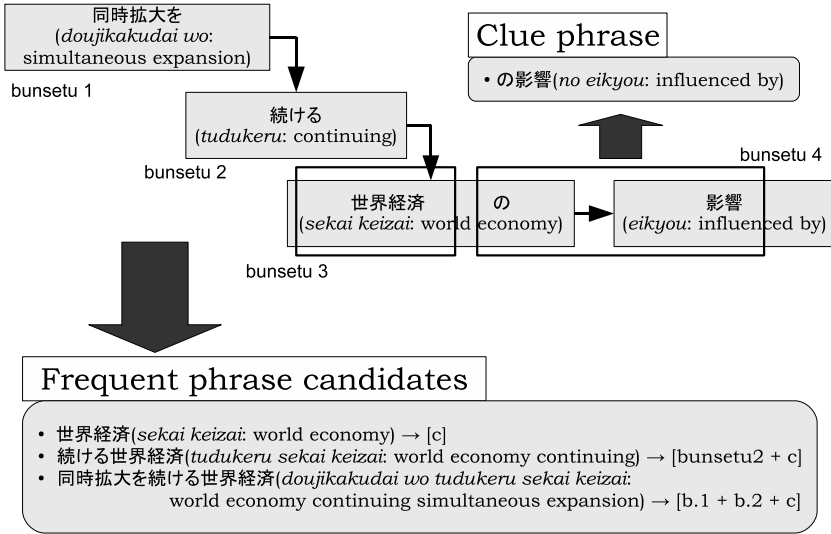 同時拡大を
(doujikakudai wo:
simultaneous expansion)
bunsetu 1
続ける
(tudukeru: continuing)
bunsetu 2
Clue phrase
• の影響(no eikyou: influenced by)
bunsetu 4
世界経済 の
(sekai keizai: world economy)
影響
(eikyou: influenced by)
bunsetu 3
Frequent phrase candidates
• 世界経済(sekai keizai: world economy) → [c]
• 続ける世界経済(tudukeru sekai keizai: world economy continuing) → [bunsetu2 + c]
• 同時拡大を続ける世界経済(doujikakudai wo tudukeru sekai keizai:
world economy continuing simultaneous expansion) → [b.1 + b.2 + c]